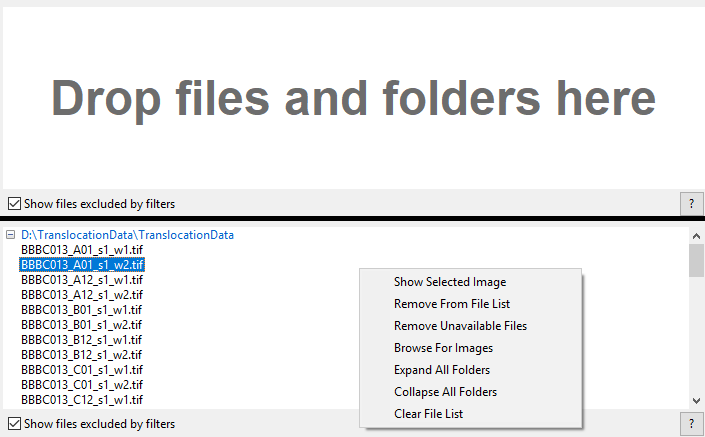 Drop files and folders here
Show files excluded by filters
?
D:\TranslocationData\TranslocationData
BBBC013_A01_s1_w1.tif
BBBC013_A01_s1_w2.tif
BBBC013_A12_s1_w1.tif
BBBC013_A12_s1_w2.tif
BBBC013_B01_s1_w1.tif
BBBC013_B01_s1_w2.tif
BBBC013_B12_s1_w1.tif
BBBC013_B12_s1_w2.tif
BBBC013_C01_s1_w1.tif
BBBC013_C01_s1_w2.tif
BBBC013_C12_s1_w1.tif
Show Selected Image
Remove From File List
Remove Unavailable Files
Browse For Images
Expand All Folders
Collapse All Folders
Clear File List
Show files excluded by filters
?